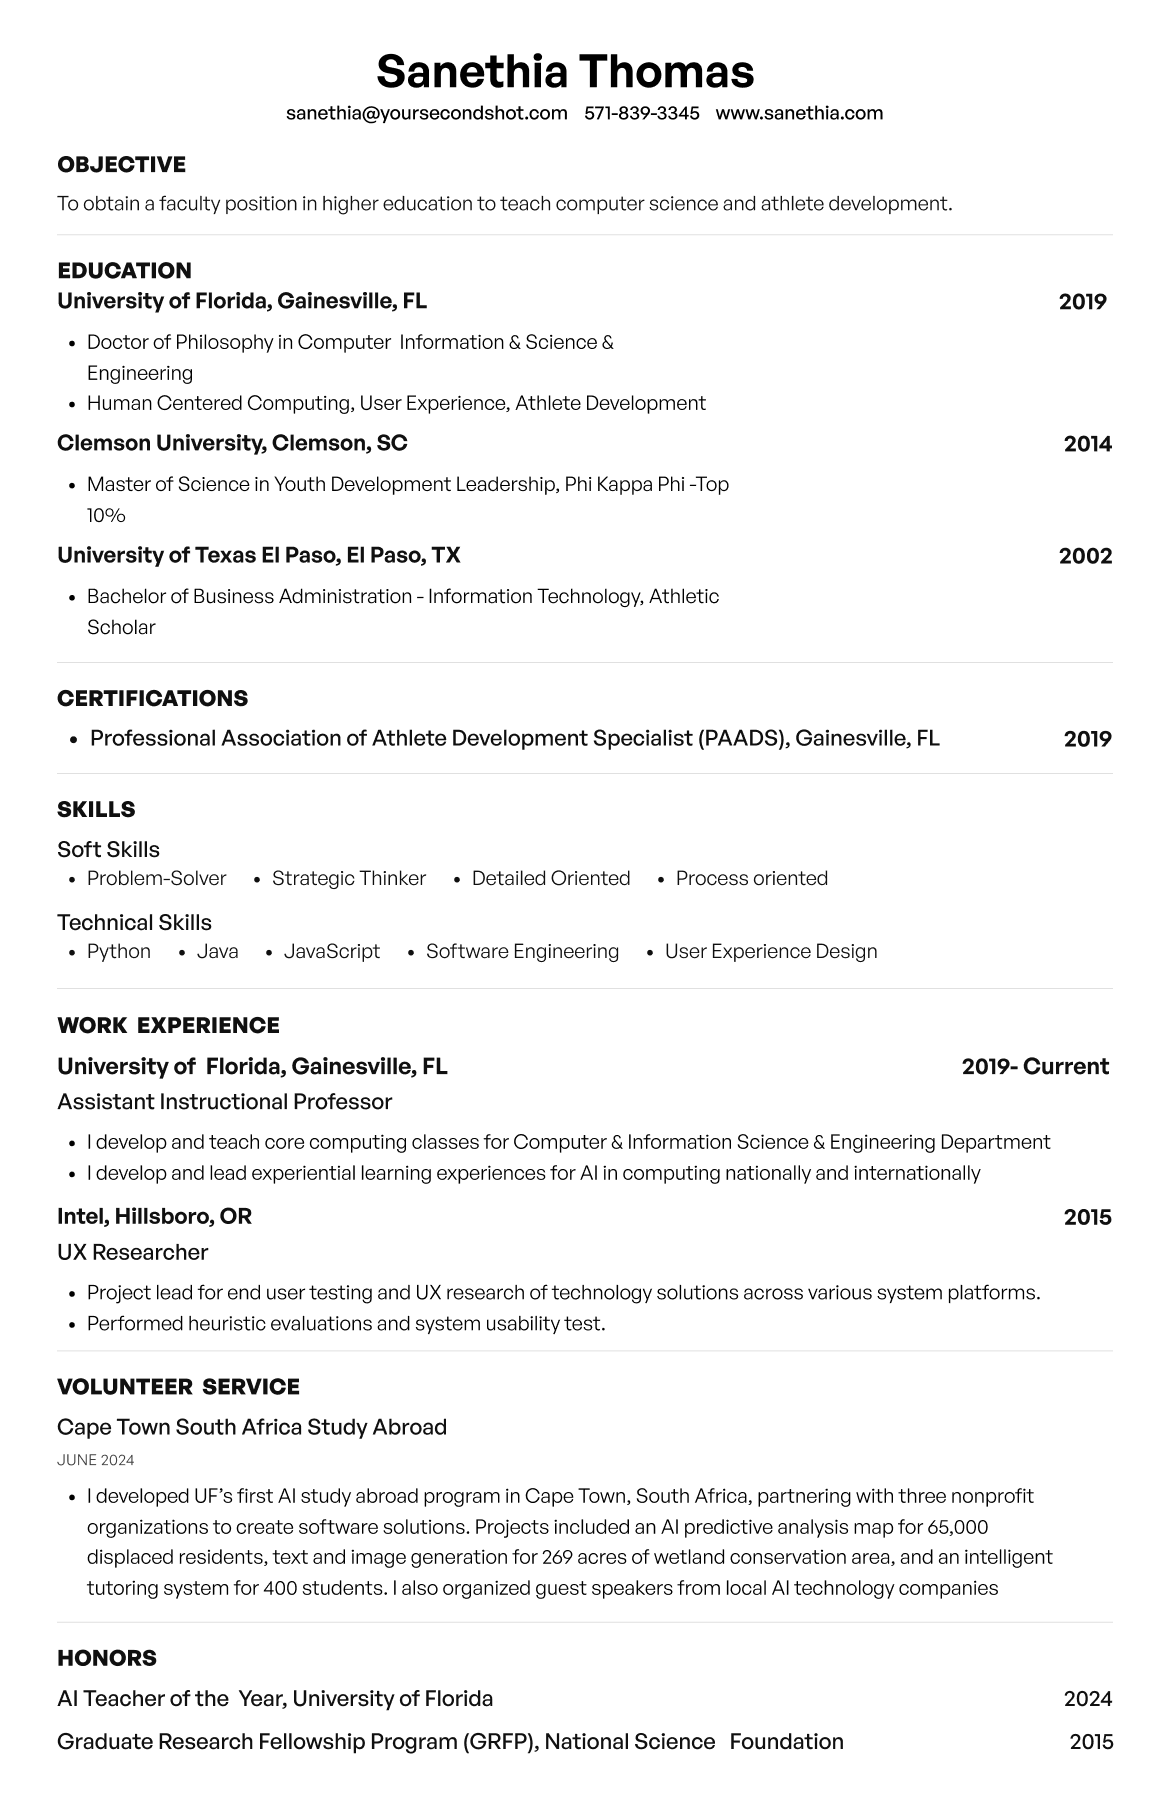 Sanethia Thomas
sanethia@yoursecondshot.com 571-839-3345 www.sanethia.com
OBJECTIVE
To obtain a faculty position in higher education to teach computer science and athlete development.
EDUCATION
University of Florida, Gainesville, FL 2019
• Doctor of Philosophy in Computer Information & Science &
Engineering
• Human Centered Computing, User Experience, Athlete Development
Clemson University, Clemson, SC 2014
• Master of Science in Youth Development Leadership, Phi Kappa Phi -Top
10%
University of Texas El Paso, El Paso, TX 2002
• Bachelor of Business Administration - Information Technology, Athletic
Scholar
CERTIFICATIONS
• Professional Association of Athlete Development Specialist (PAADS), Gainesville, FL 2019
SKILLS
Soft Skills
• Problem-Solver • Strategic Thinker • Detailed Oriented • Process oriented
Technical Skills
• Python • Java • JavaScript • Software Engineering • User Experience Design
WORK EXPERIENCE
University of Florida, Gainesville, FL 2019- Current
Assistant Instructional Professor
• I develop and teach core computing classes for Computer & Information Science & Engineering Department
• I develop and lead experiential learning experiences for AI in computing nationally and internationally
Intel, Hillsboro, OR 2015
UX Researcher
• Project lead for end user testing and UX research of technology solutions across various system platforms.
• Performed heuristic evaluations and system usability test.
VOLUNTEER SERVICE
Cape Town South Africa Study Abroad
JUNE 2024
• I developed UF’s first AI study abroad program in Cape Town, South Africa, partnering with three nonprofit
organizations to create software solutions. Projects included an AI predictive analysis map for 65,000
displaced residents, text and image generation for 269 acres of wetland conservation area, and an intelligent
tutoring system for 400 students. I also organized guest speakers from local AI technology companies
HONORS
AI Teacher of the Year, University of Florida 2024
Graduate Research Fellowship Program (GRFP), National Science Foundation 2015